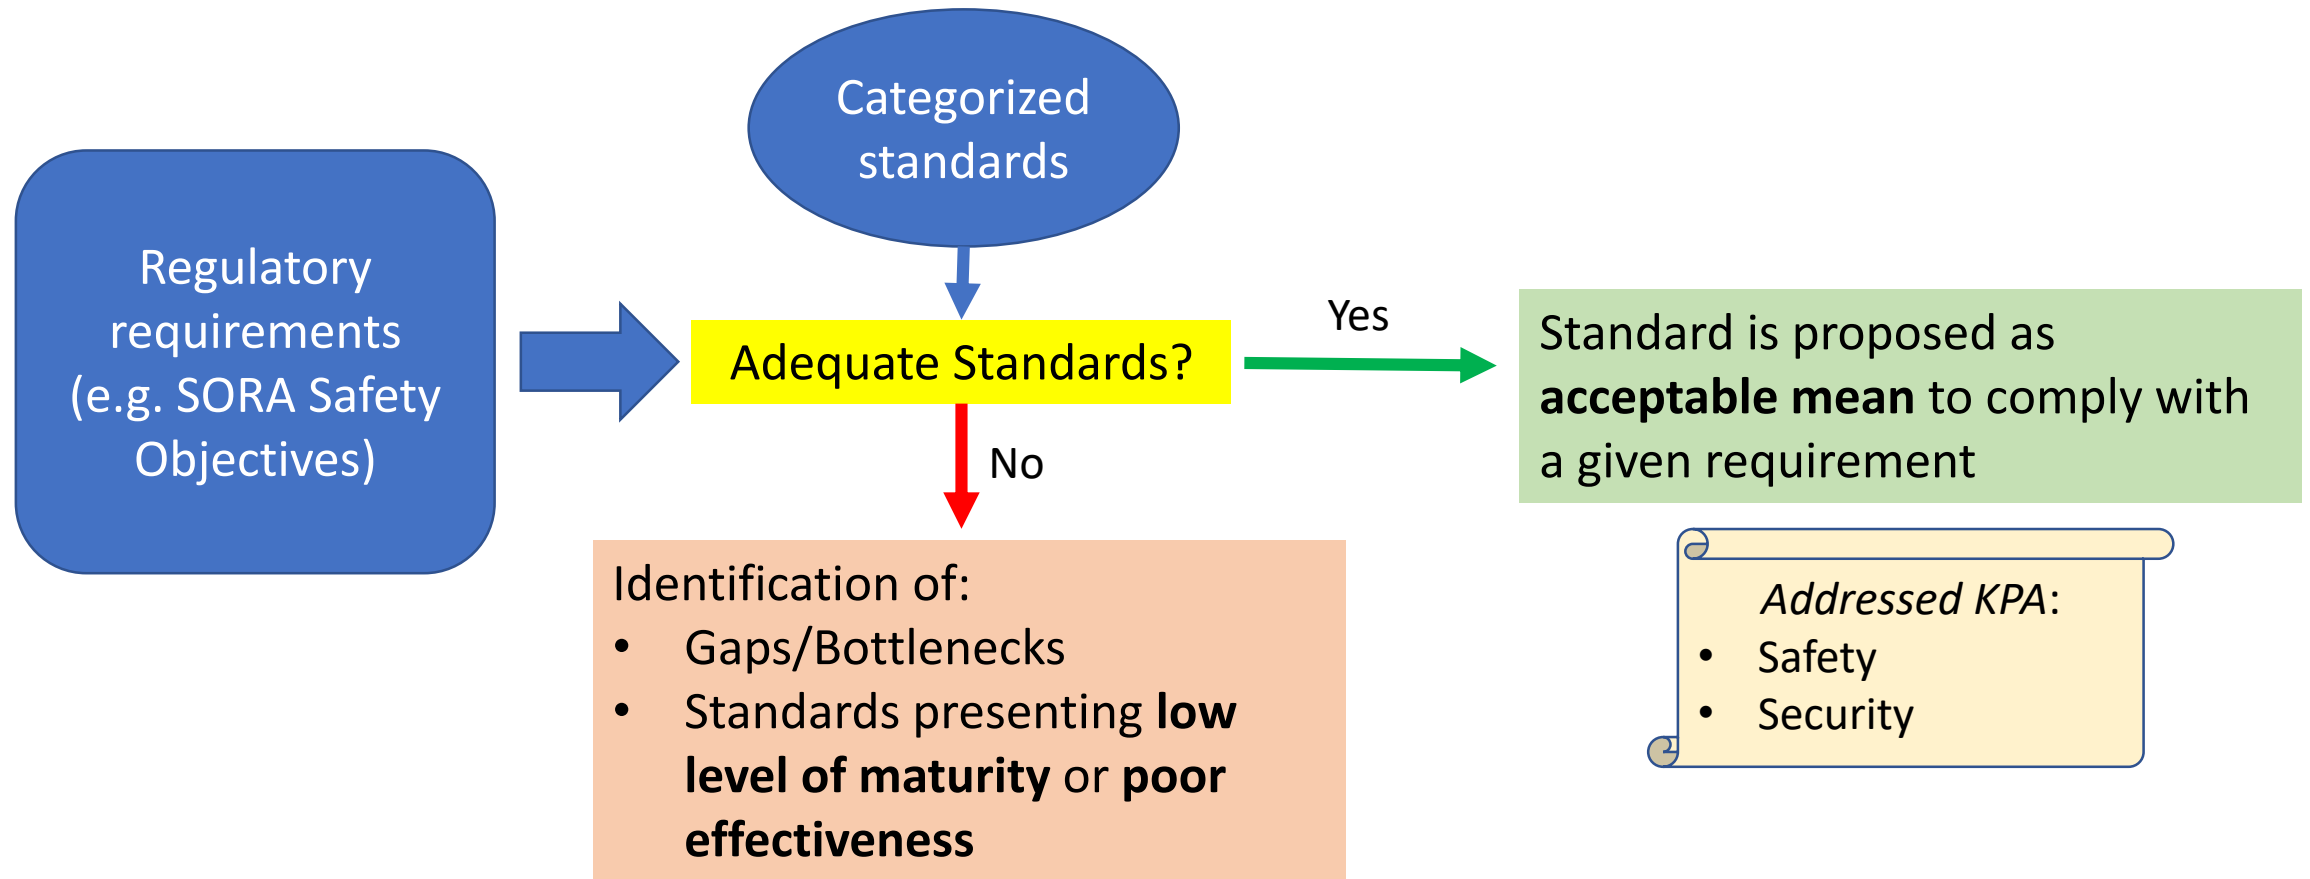 Categorized
standards
Regulatory
requirements
(e.g. SORA Safety
Objectives)
Adequate Standards?
Yes
No
Standard is proposed as
acceptable mean to comply with
a given requirement
Identification of:
• Gaps/Bottlenecks
• Standards presenting low
level of maturity or poor
effectiveness
Addressed KPA:
• Safety
• Security